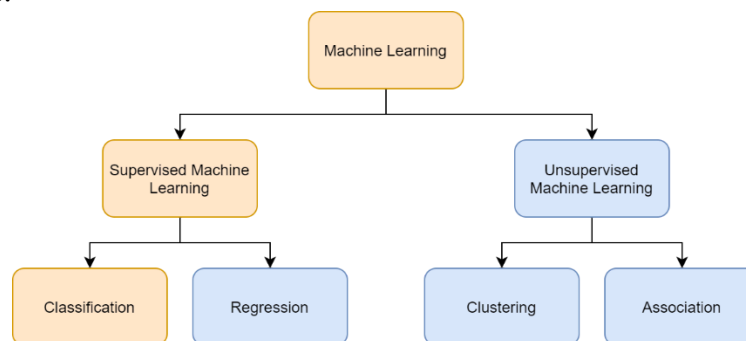 Machine Learning
Supervised Machine
Learning
Unsupervised
Machine Learning
Classification
Regression
Clustering
Association